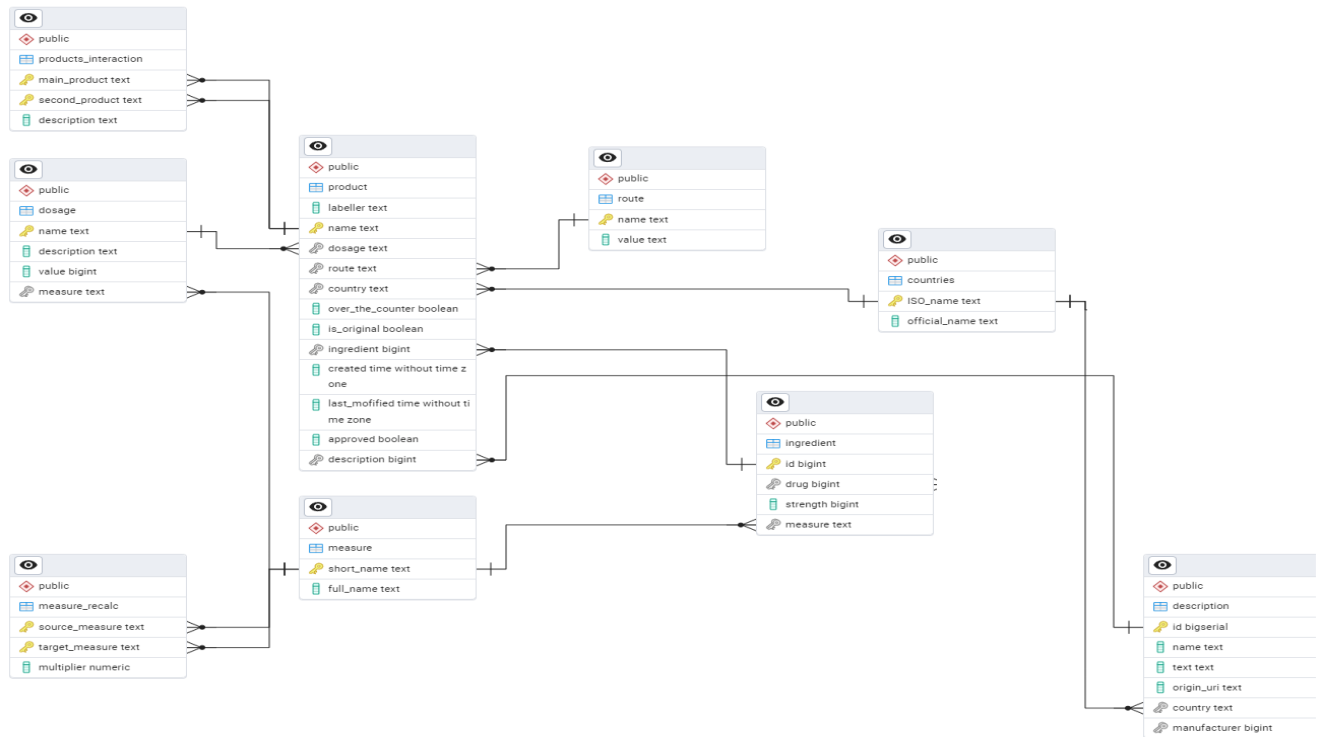 public
products_interaction
main_product text
second_product text
description text
public
dosage
name text
description text
value bigint
measure text
public
product
labeller text
name text
dosage text
route text
country text
over_the_counter boolean
is_original boolean
ingredient bigint
created time without time z
one
last_mofified time without ti
me zone
approved boolean
description bigint
public
route
name text
value text
public
countries
ISO_name text
official_name text
public
ingredient
id bigint
drug bigint
strength bigint
measure text
public
measure
short_name text
full_name text
public
measure_recalc
source_measure text
target_measure text
multiplier numeric
public
description
id bigserial
name text
text text
origin_uri text
country text
manufacturer bigint